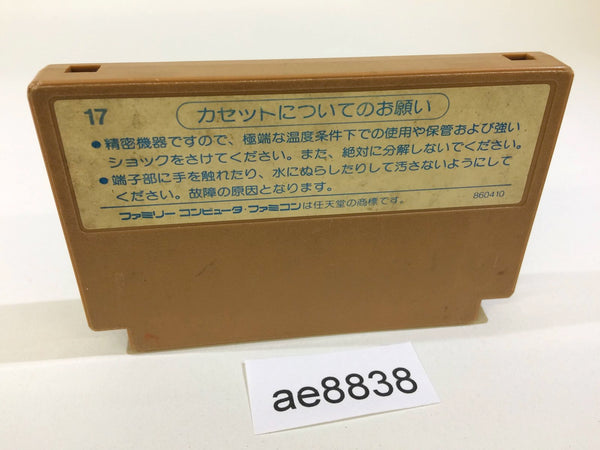 17
カセットについてのお願い
●精密機器ですので、極端な温度条件下での使用や保管および強い
ショックをさけてください。また、絶対に分解しないでください。
●端子部に手を触れたり、水にぬらしたりして汚さないようにして
ください。故障の原因となります。
860410
ファミリー コンピュータ・ファミコンは任天堂の商標です。
ae8838